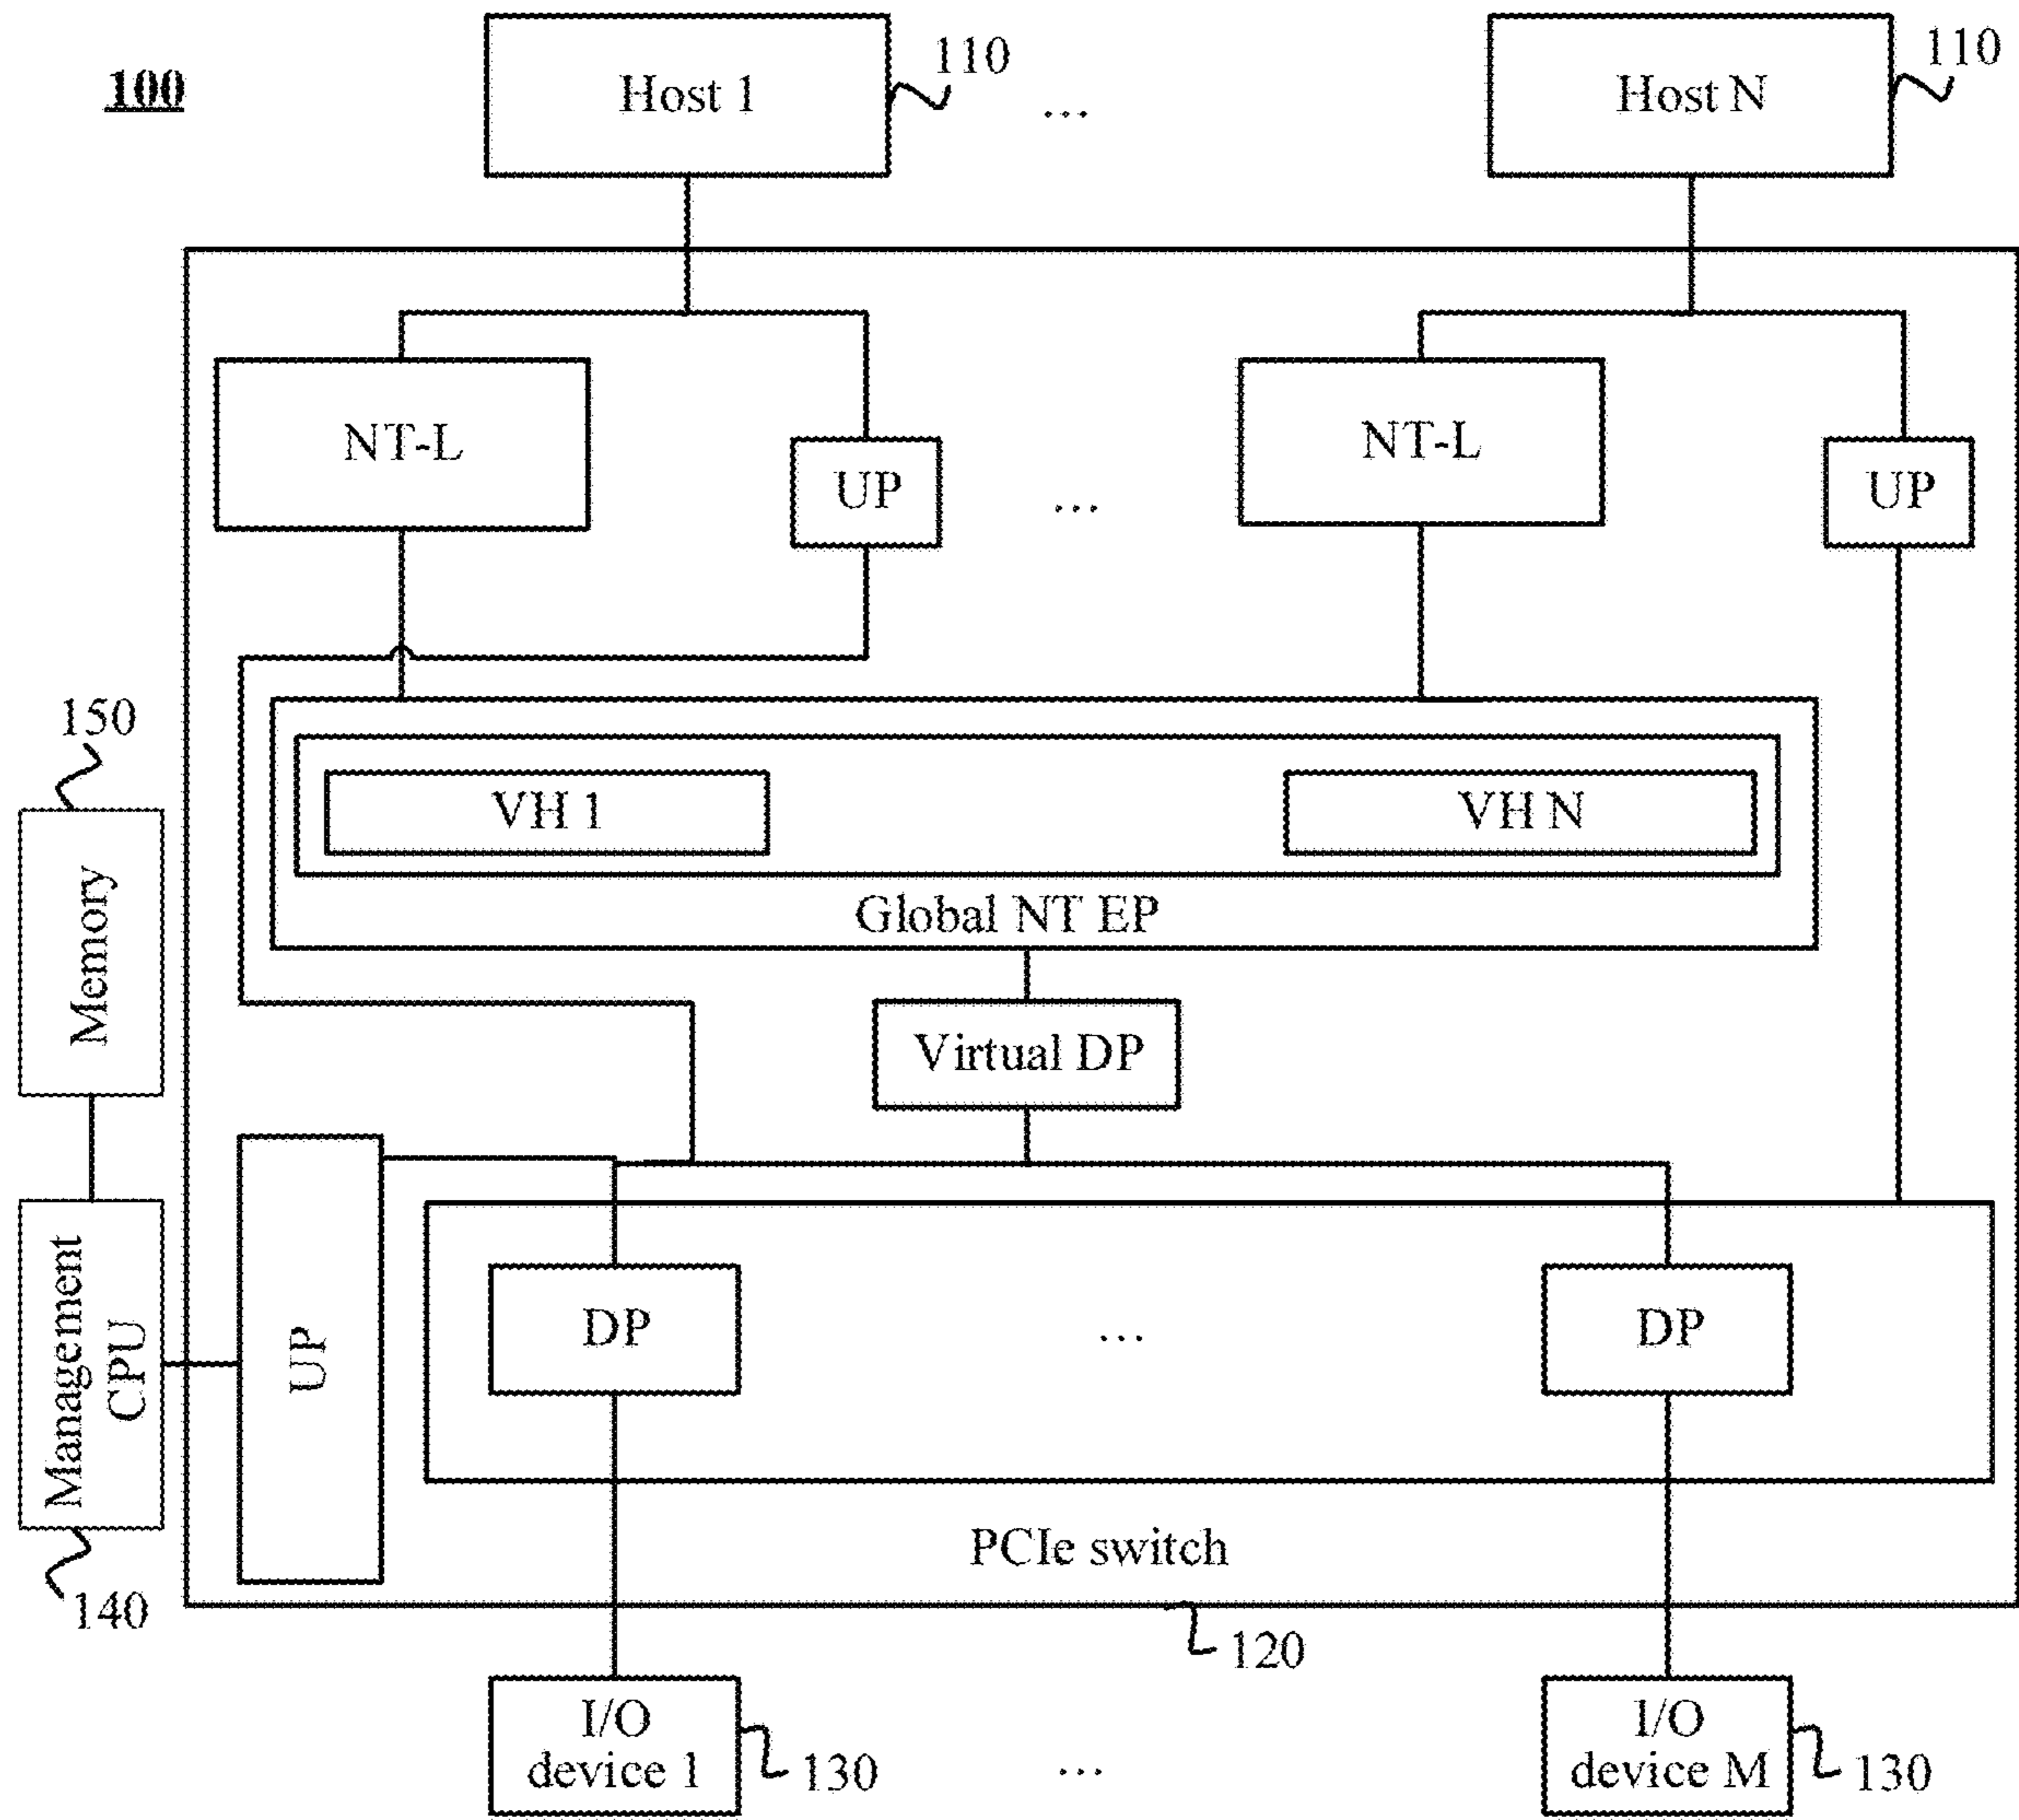 100
Host 1
110
...
Host N
110
NT-L
UP
...
NT-L
UP
150
Memory
VH 1
VH N
Global NT EP
Virtual DP
Management
CPU
140
UP
DP
...
DP
PCIe switch
120
I/O
device 1
130
...
I/O
device M
130